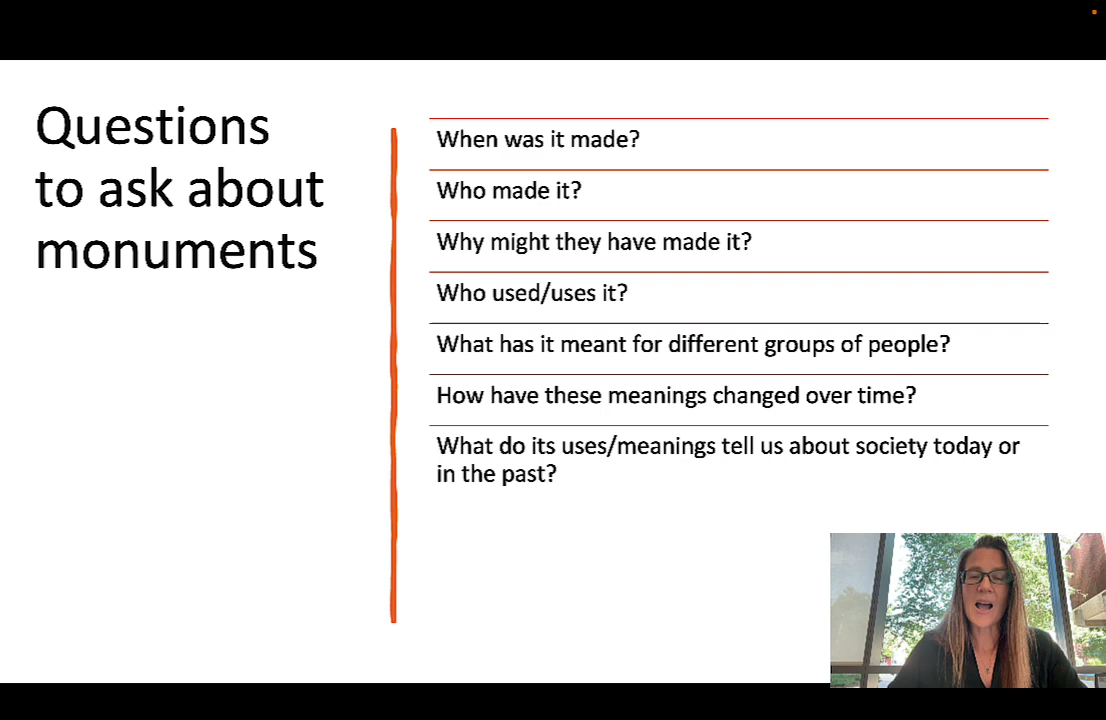 Questions
to ask about
monuments
When was it made?
Who made it?
Why might they have made it?
Who used/uses it?
What has it meant for different groups of people?
How have these meanings changed over time?
What do its uses/meanings tell us about society today or
in the past?